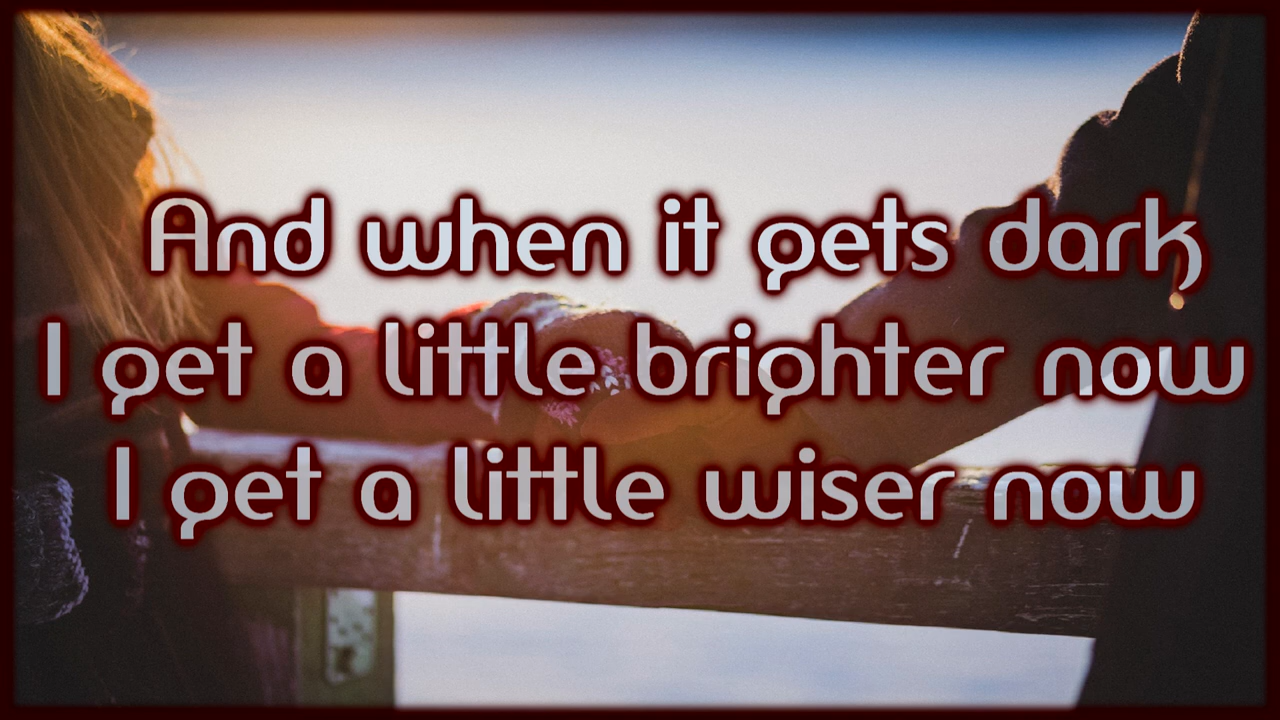 And when it gets dark
I get a little brighter now
I get a little wiser now